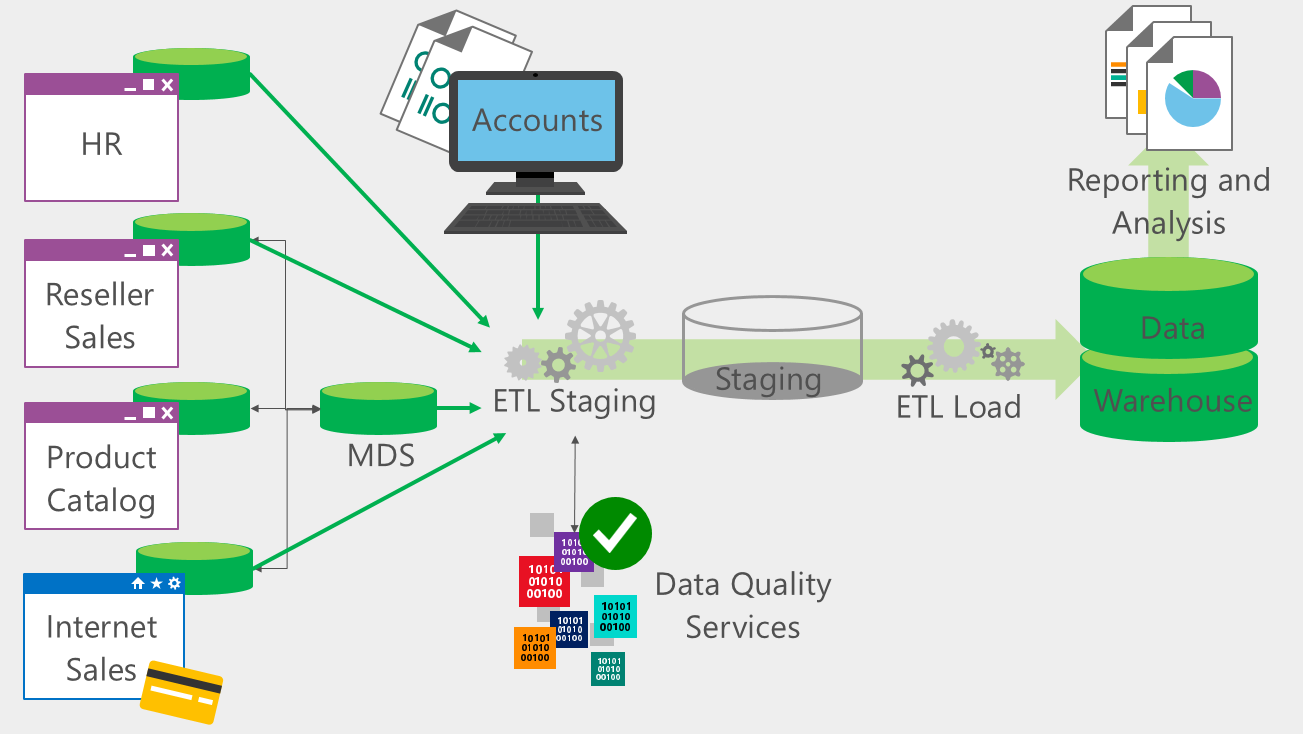 HR
Reseller
Sales
Product
Catalog
Internet
Sales
MDS
Accounts
ETL Staging
Staging
ETL Load
Data
Warehouse
Reporting and
Analysis
Data Quality
Services
10101
01010
00100
10101
01010
00100
10101
01010
00100
10101
01010
00100
10101
01010
00100
10101
01010
00100